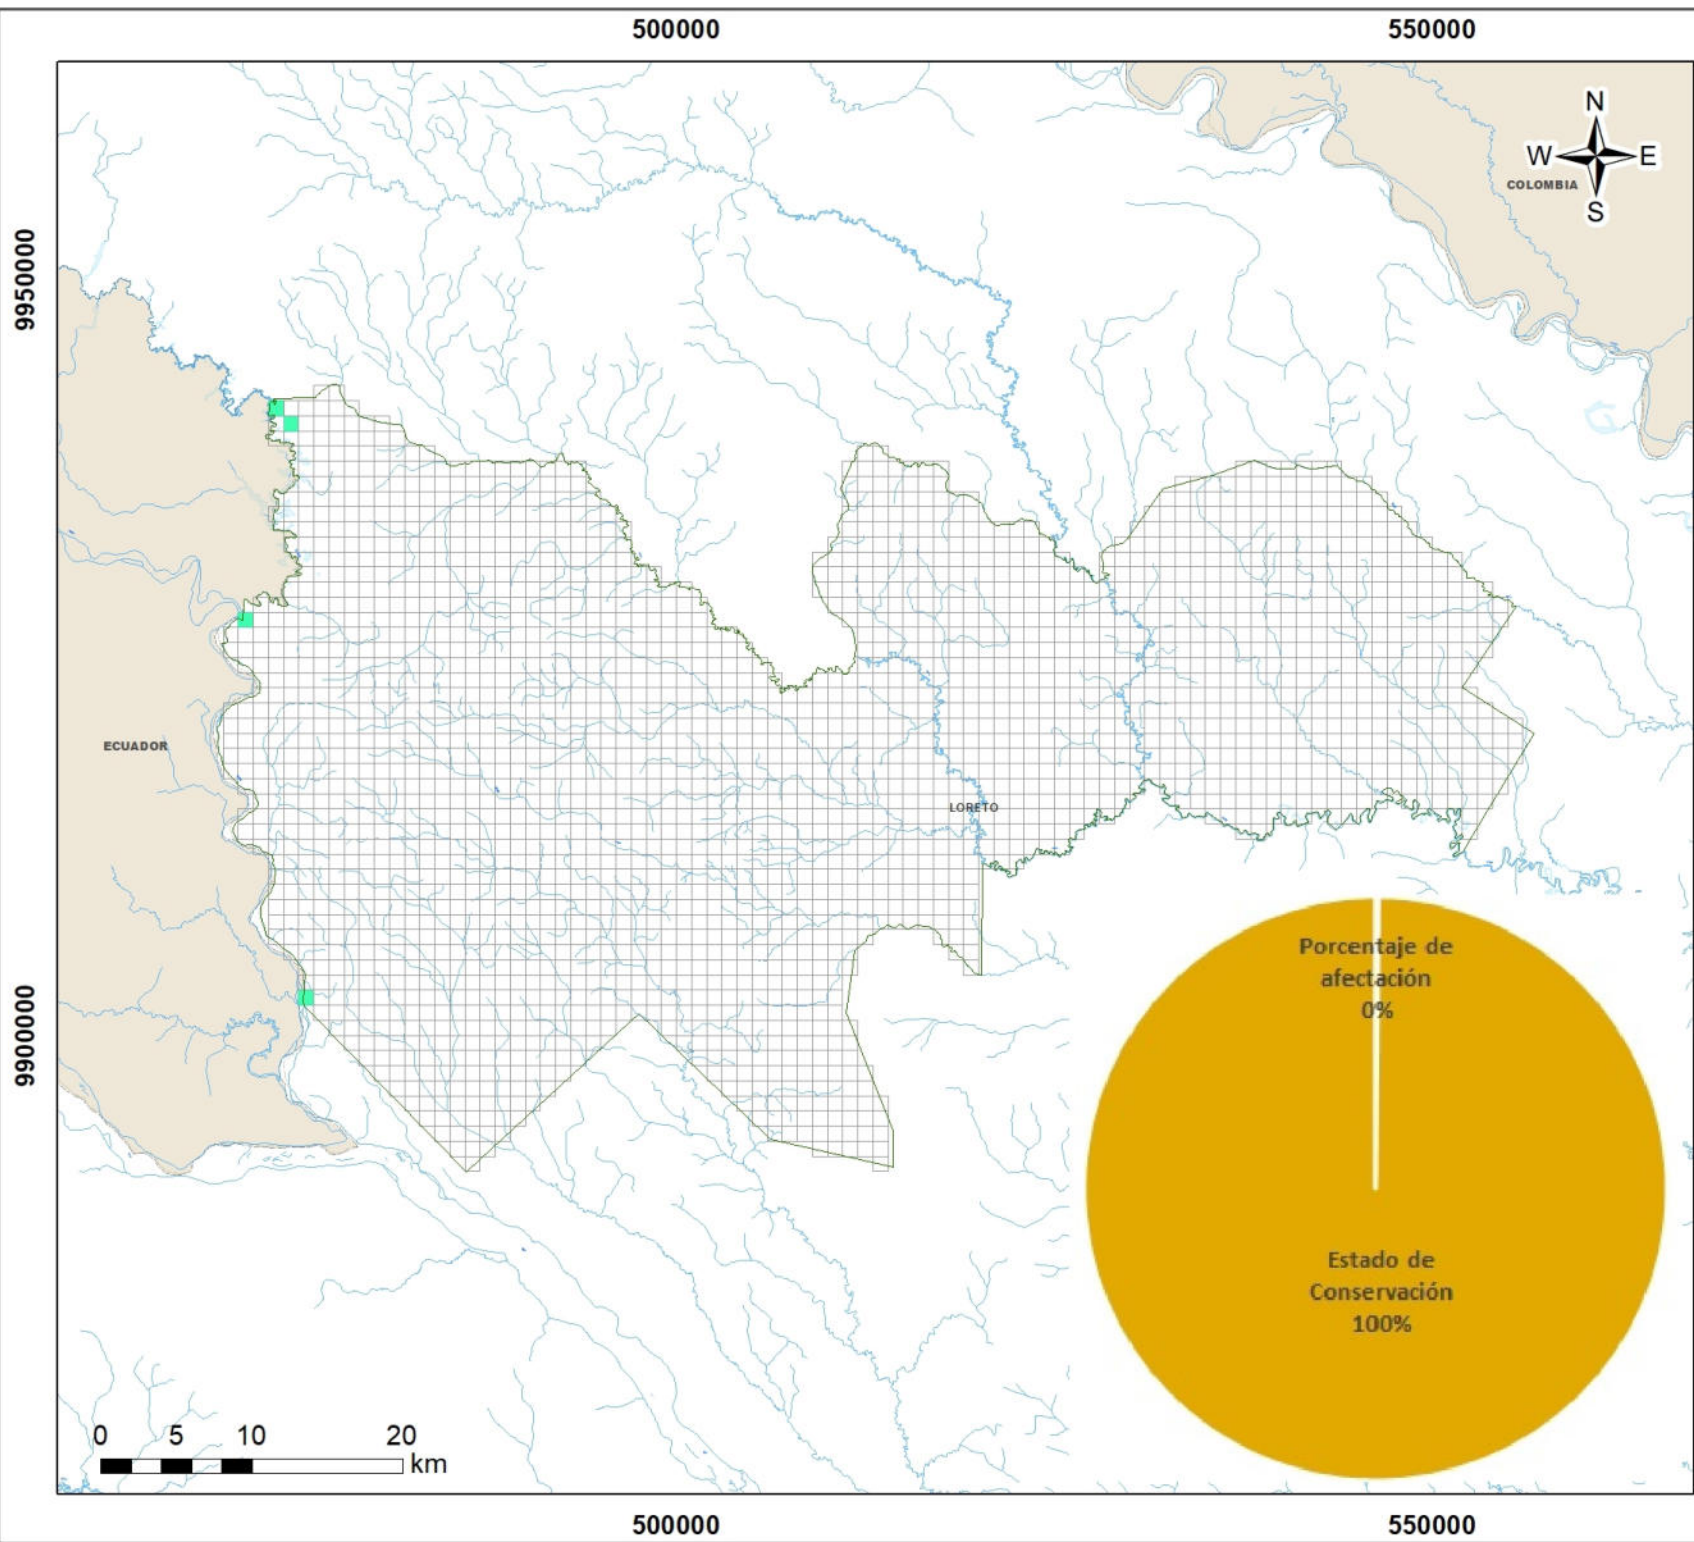 500000 550000
N
W E
S
COLOMBIA
9950000
ECUADOR
LORETO
9900000
Porcentaje de
afectación
0%
Estado de
Conservación
100%
0 5 10 20
km
500000 550000